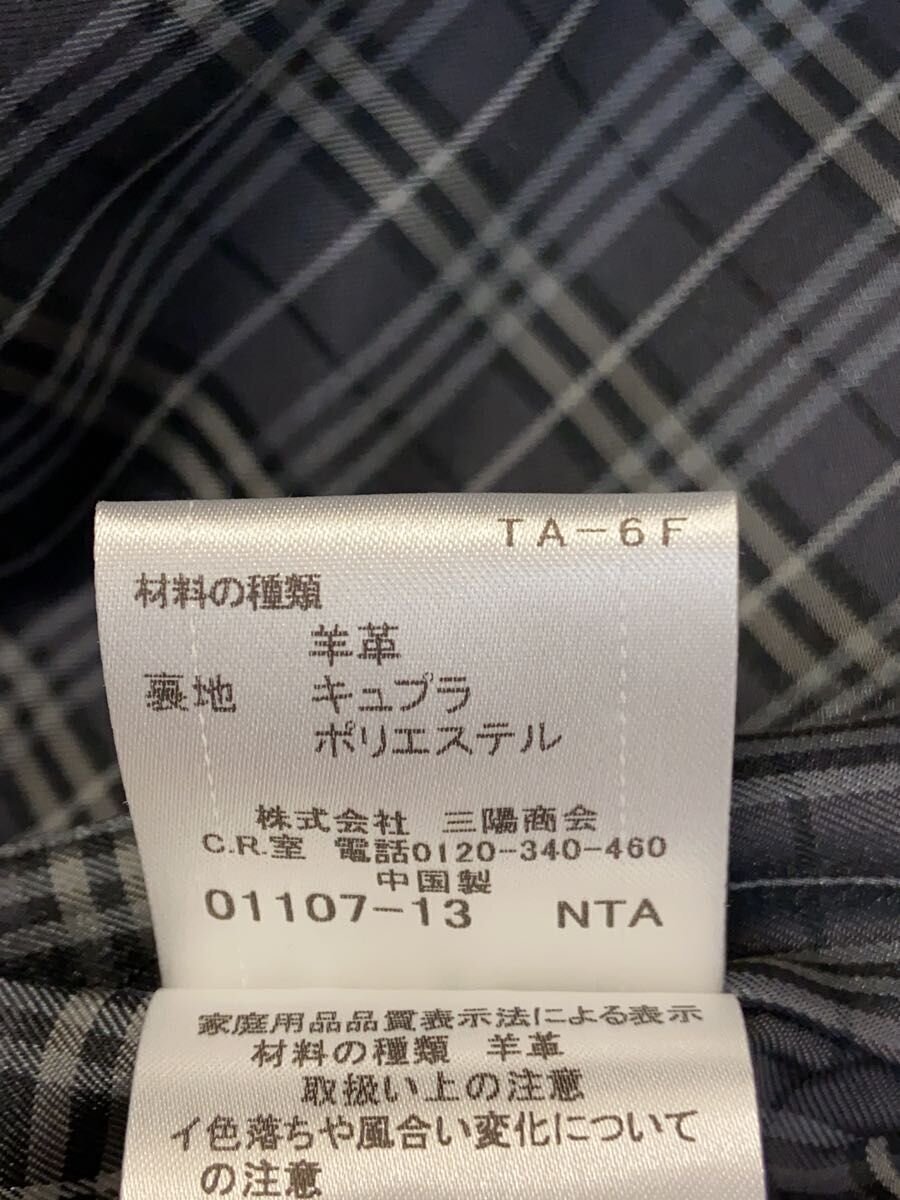 TA-6F
材料の種類
羊革
裏地 キュプラ
ポリエステル
株式会社 三陽商会
C.R.室 電話0120-340-460
中国製
01107-13 NTA
家庭用品品質表示法による表示
材料の種類 羊革
取扱い上の注意
イ色落ちや風合い変化について
の注意